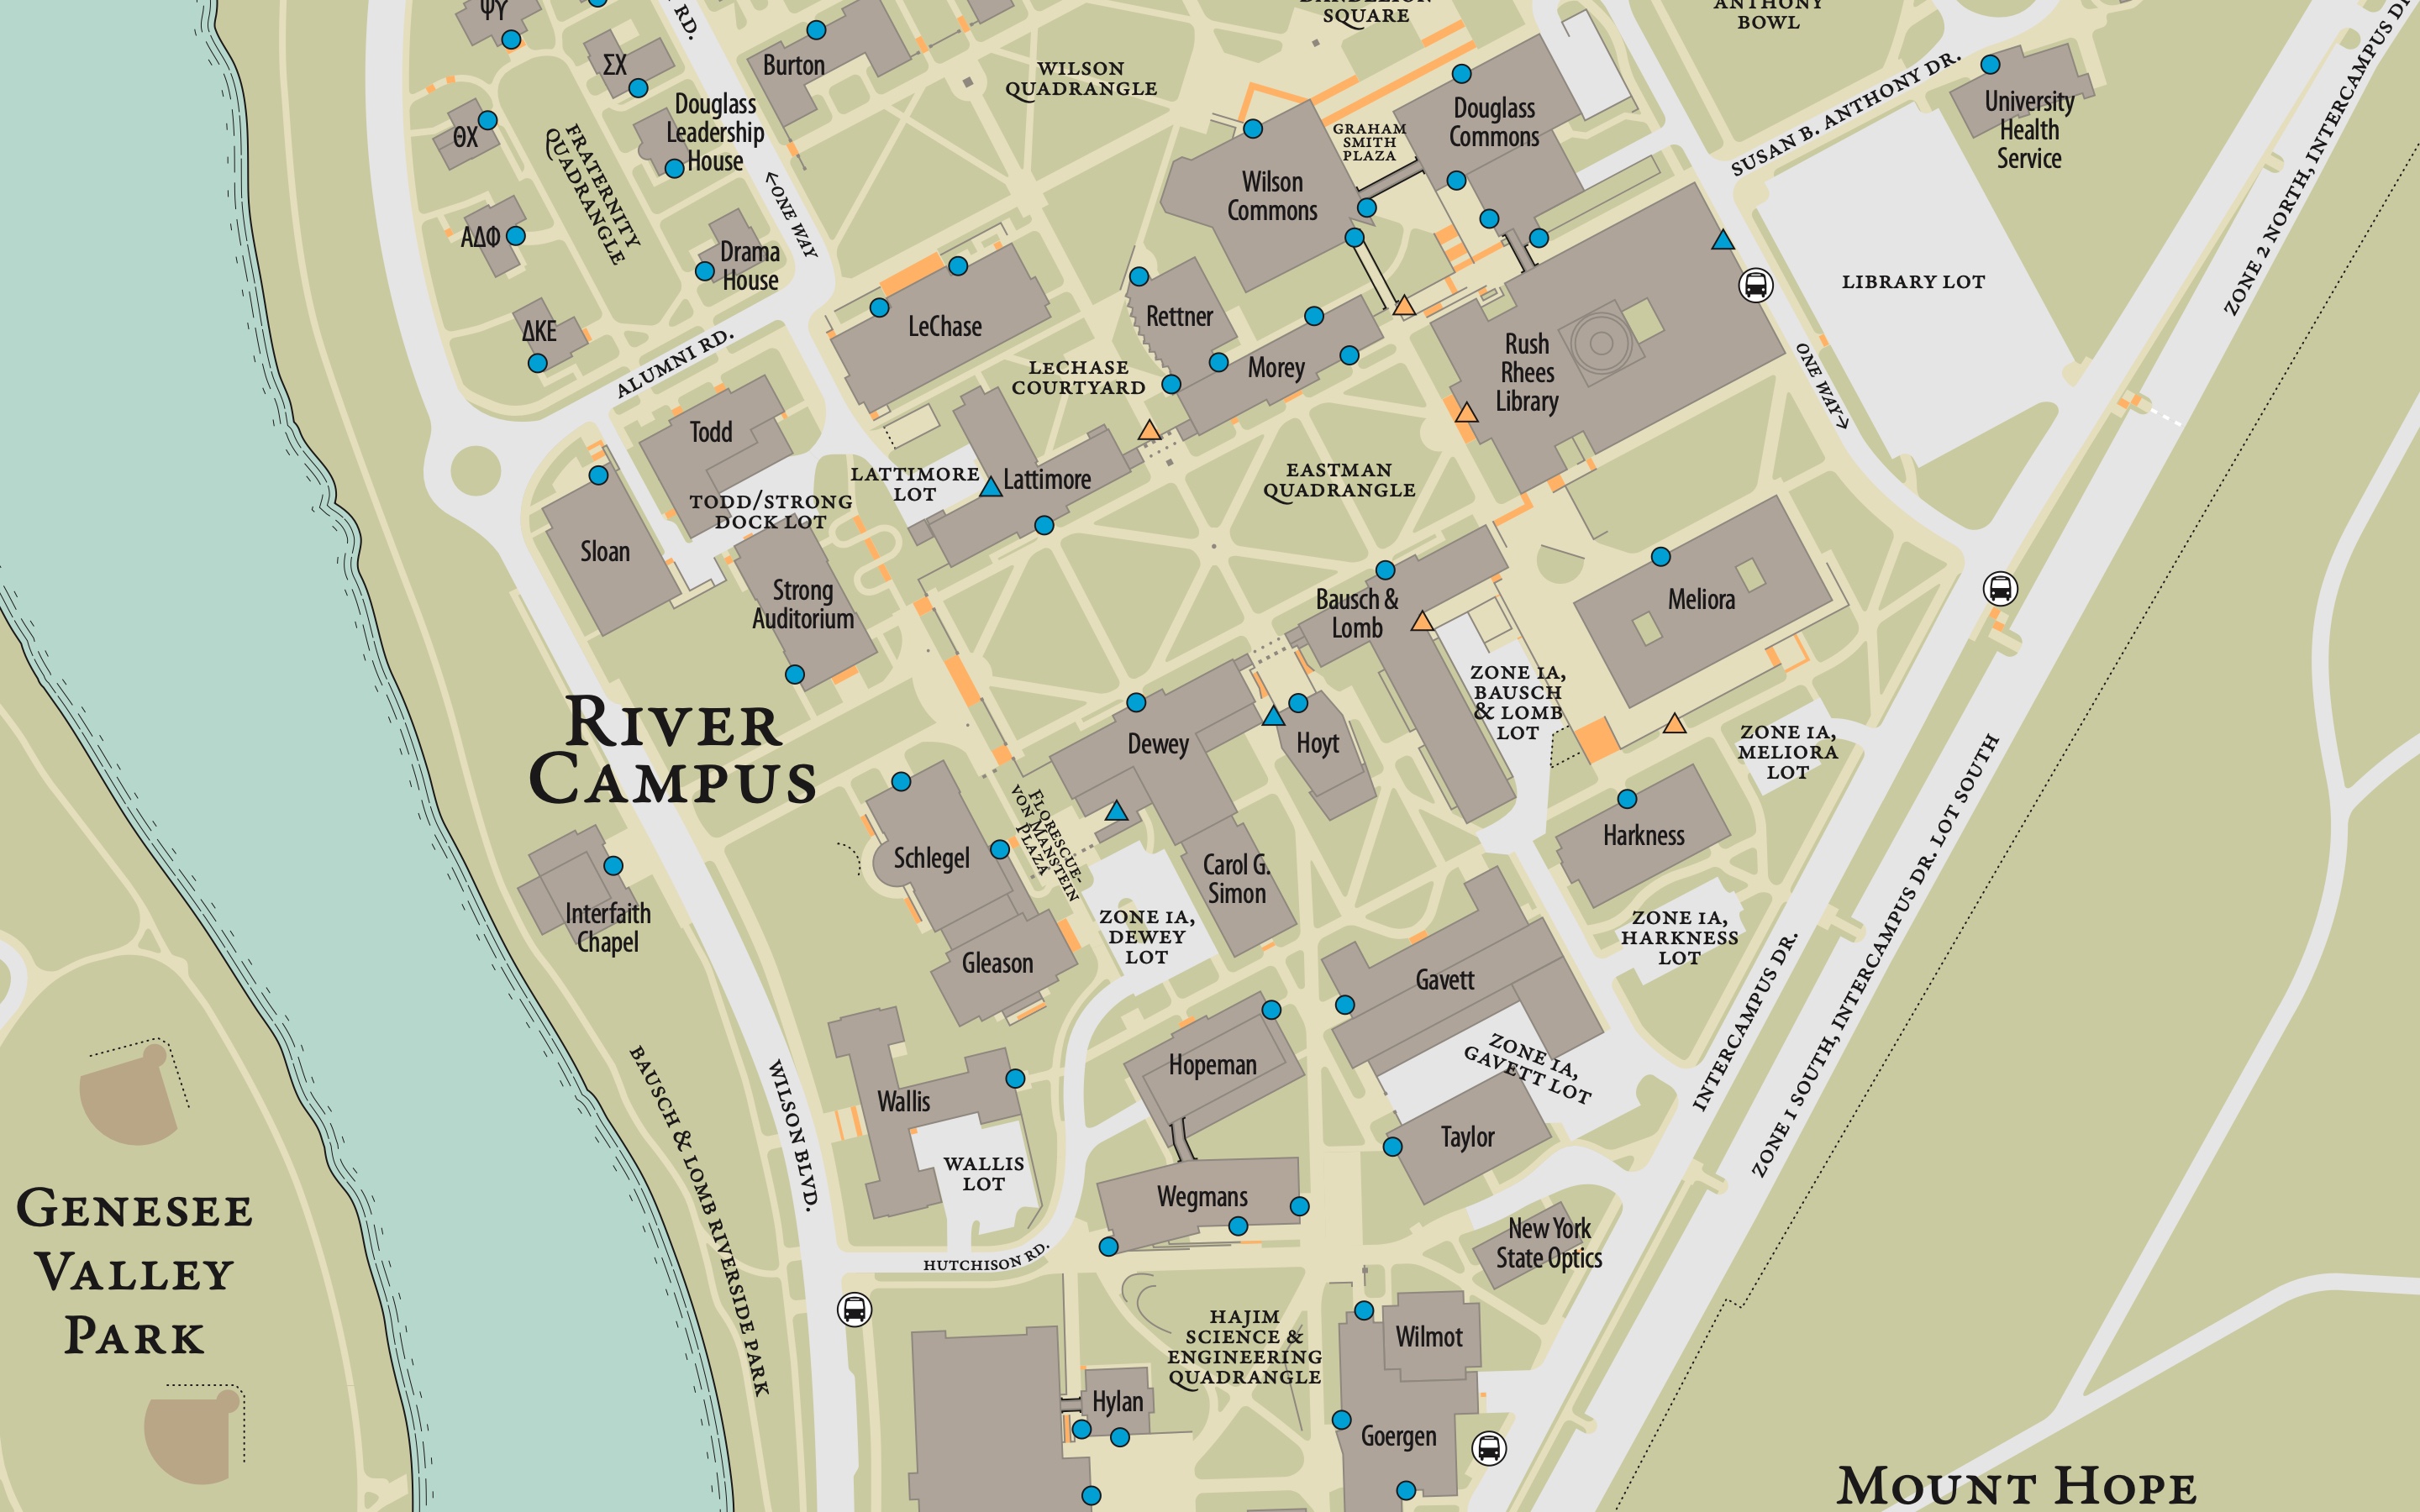 ΨΥ
RD.
DANDELION
SQUARE
ANTHONY
BOWL
ΣΧ
Burton
WILSON
QUADRANGLE
Douglass
Commons
SUSAN B. ANTHONY DR.
University
Health
Service
ZONE 2 NORTH, INTERCAMPUS DR.
ΘΧ
Douglass
Leadership
House
FRATERNITY
QUADRANGLE
←ONE WAY
GRAHAM
SMITH
PLAZA
Wilson
Commons
ΑΔΦ
Drama
House
LIBRARY LOT
ΔΚΕ
ALUMNI RD.
LeChase
Rettner
LECHASE
COURTYARD
Morey
Rush
Rhees
Library
ONE WAY→
Todd
LATTIMORE
LOT
Lattimore
EASTMAN
QUADRANGLE
TODD/STRONG
DOCK LOT
Sloan
Strong
Auditorium
Bausch &
Lomb
Meliora
RIVER
CAMPUS
ZONE 1A,
BAUSCH
& LOMB
LOT
Dewey
Hoyt
ZONE 1A,
MELIORA
LOT
FLORESCUE-
VON MANSTEIN
PLAZA
Schlegel
Carol G.
Simon
Harkness
Interfaith
Chapel
ZONE 1A,
DEWEY
LOT
ZONE 1A,
HARKNESS
LOT
Gleason
Gavett
ZONE 1A,
GAVETT LOT
INTERCAMPUS DR.
ZONE 1 SOUTH, INTERCAMPUS DR. LOT SOUTH
BAUSCH & LOMB RIVERSIDE PARK
WILSON BLVD.
Wallis
Hopeman
Taylor
WALLIS
LOT
Wegmans
GENESEE
VALLEY
PARK
New York
State Optics
HUTCHISON RD.
HAJIM
SCIENCE &
ENGINEERING
QUADRANGLE
Wilmot
Hylan
Goergen
MOUNT HOPE